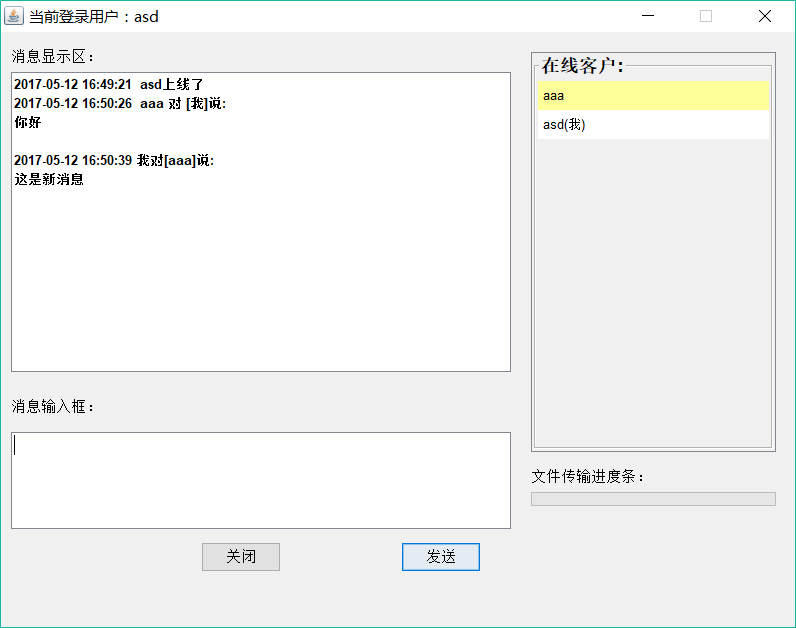 当前登录用户：asd
消息显示区：
2017-05-12 16:49:21  asd上线了
2017-05-12 16:50:26  aaa 对 [我]说:
你好
2017-05-12 16:50:39 我对[aaa]说:
这是新消息
消息输入框：
关闭
发送
在线客户:
aaa
asd(我)
文件传输进度条：